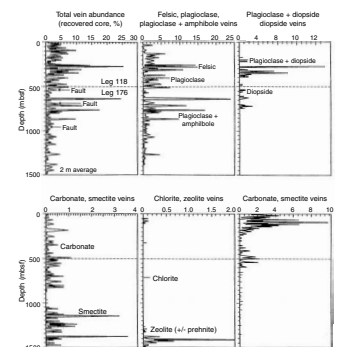 Total vein abundance
(recovered core, %)
Felsic, plagioclase,
plagioclase + amphibole veins
Plagioclase + diopside
diopside veins
0 5 10 15 20 25 30
0 5 10 15 20 25
2 4 6 8 10 12
0
500
1000
1500
Depth (mbsf)
Leg 118
Leg 176
Fault
Fault
Fault
2 m average
Felsic
Plagioclase
Plagioclase +
amphibole
Plagioclase + diopside
Diopside
Carbonate, smectite veins
Chlorite, zeolite veins
Carbonate, smectite veins
0 1 2 3 4
0.0 0.5 1.0 1.5 2.0
2 4 6 8 10
0
500
1000
1500
Depth (mbsf)
Carbonate
Smectite
Chlorite
Zeolite (+/- prehnite)